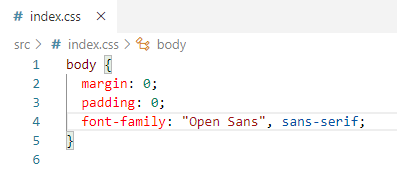 # index.css ×
src > # index.css > body
1 body {
2   margin: 0;
3   padding: 0;
4   font-family: "Open Sans", sans-serif;
5 }
6